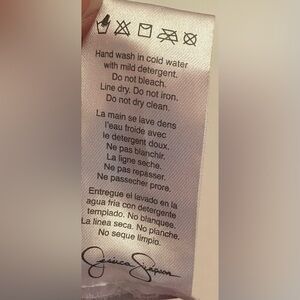 Hand wash in cold water
with mild detergent.
Do not bleach.
Line dry. Do not iron.
Do not dry clean.
La main se lave dens
l'eau froide avec
le detergent doux.
Ne pas blanchir.
La ligne seche.
Ne pas repasser.
Ne passecher prore.
Entregue el lavado en la
agua fria con detergente
templado. No blanquee.
La linea seca. No planche.
No seque limpio.
Jessica Simpson